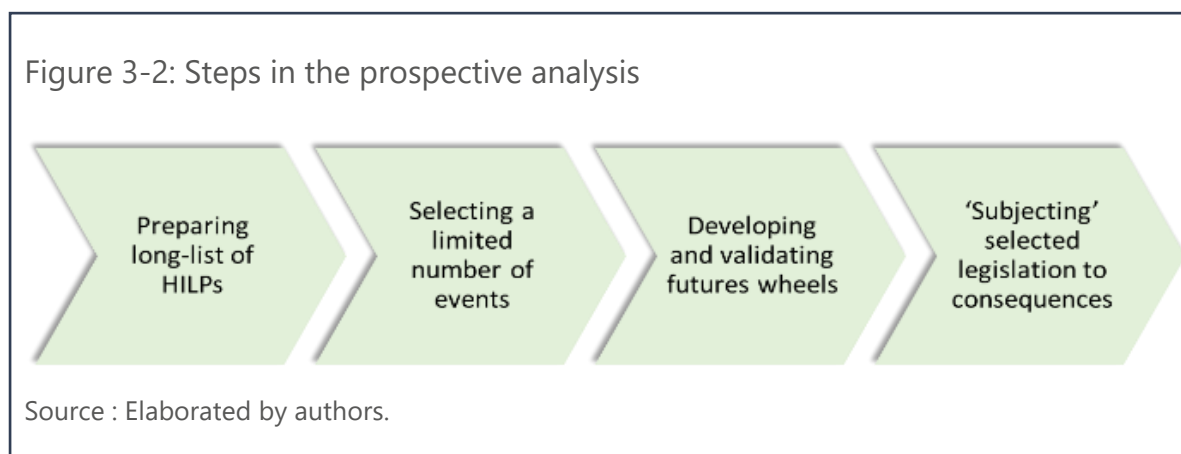 Figure 3-2: Steps in the prospective analysis
Preparing
long-list of
HILPs
Selecting a
limited
number of
events
Developing
and validating
futures wheels
‘Subjecting’
selected
legislation to
consequences
Source : Elaborated by authors.